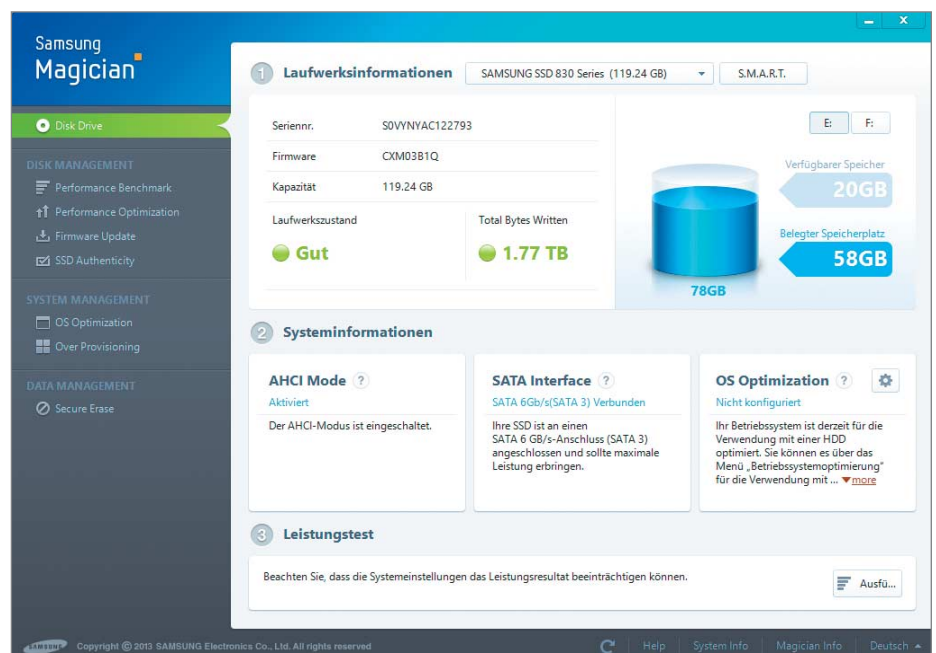 Samsung
Magician
Disk Drive
DISK MANAGEMENT
Performance Benchmark
Performance Optimization
Firmware Update
SSD Authenticity
SYSTEM MANAGEMENT
OS Optimization
Over Provisioning
DATA MANAGEMENT
Secure Erase
1 Laufwerksinformationen SAMSUNG SSD 830 Series (119.24 GB) S.M.A.R.T.
Seriennr. S0VYNYAC122793
Firmware CXM03B1Q
Kapazität 119.24 GB
Laufwerkszustand Total Bytes Written
Gut 1.77 TB
E: F:
Verfügbarer Speicher
20GB
Belegter Speicherplatz
58GB
78GB
2 Systeminformationen
AHCI Mode ?
Aktiviert
Der AHCI-Modus ist eingeschaltet.
SATA Interface ?
SATA 6Gb/s(SATA 3) Verbunden
Ihre SSD ist an einen
SATA 6 GB/s-Anschluss (SATA 3)
angeschlossen und sollte maximale
Leistung erbringen.
OS Optimization ?
Nicht konfiguriert
Ihr Betriebssystem ist derzeit für die
Verwendung mit einer HDD
optimiert. Sie können es über das
Menü „Betriebssystemoptimierung“
für die Verwendung mit ... more
3 Leistungstest
Beachten Sie, dass die Systemeinstellungen das Leistungsresultat beeinträchtigen können.
Ausfü...
SAMSUNG Copyright © 2013 SAMSUNG Electronics Co., Ltd. All rights reserved
Help System Info Magician Info Deutsch